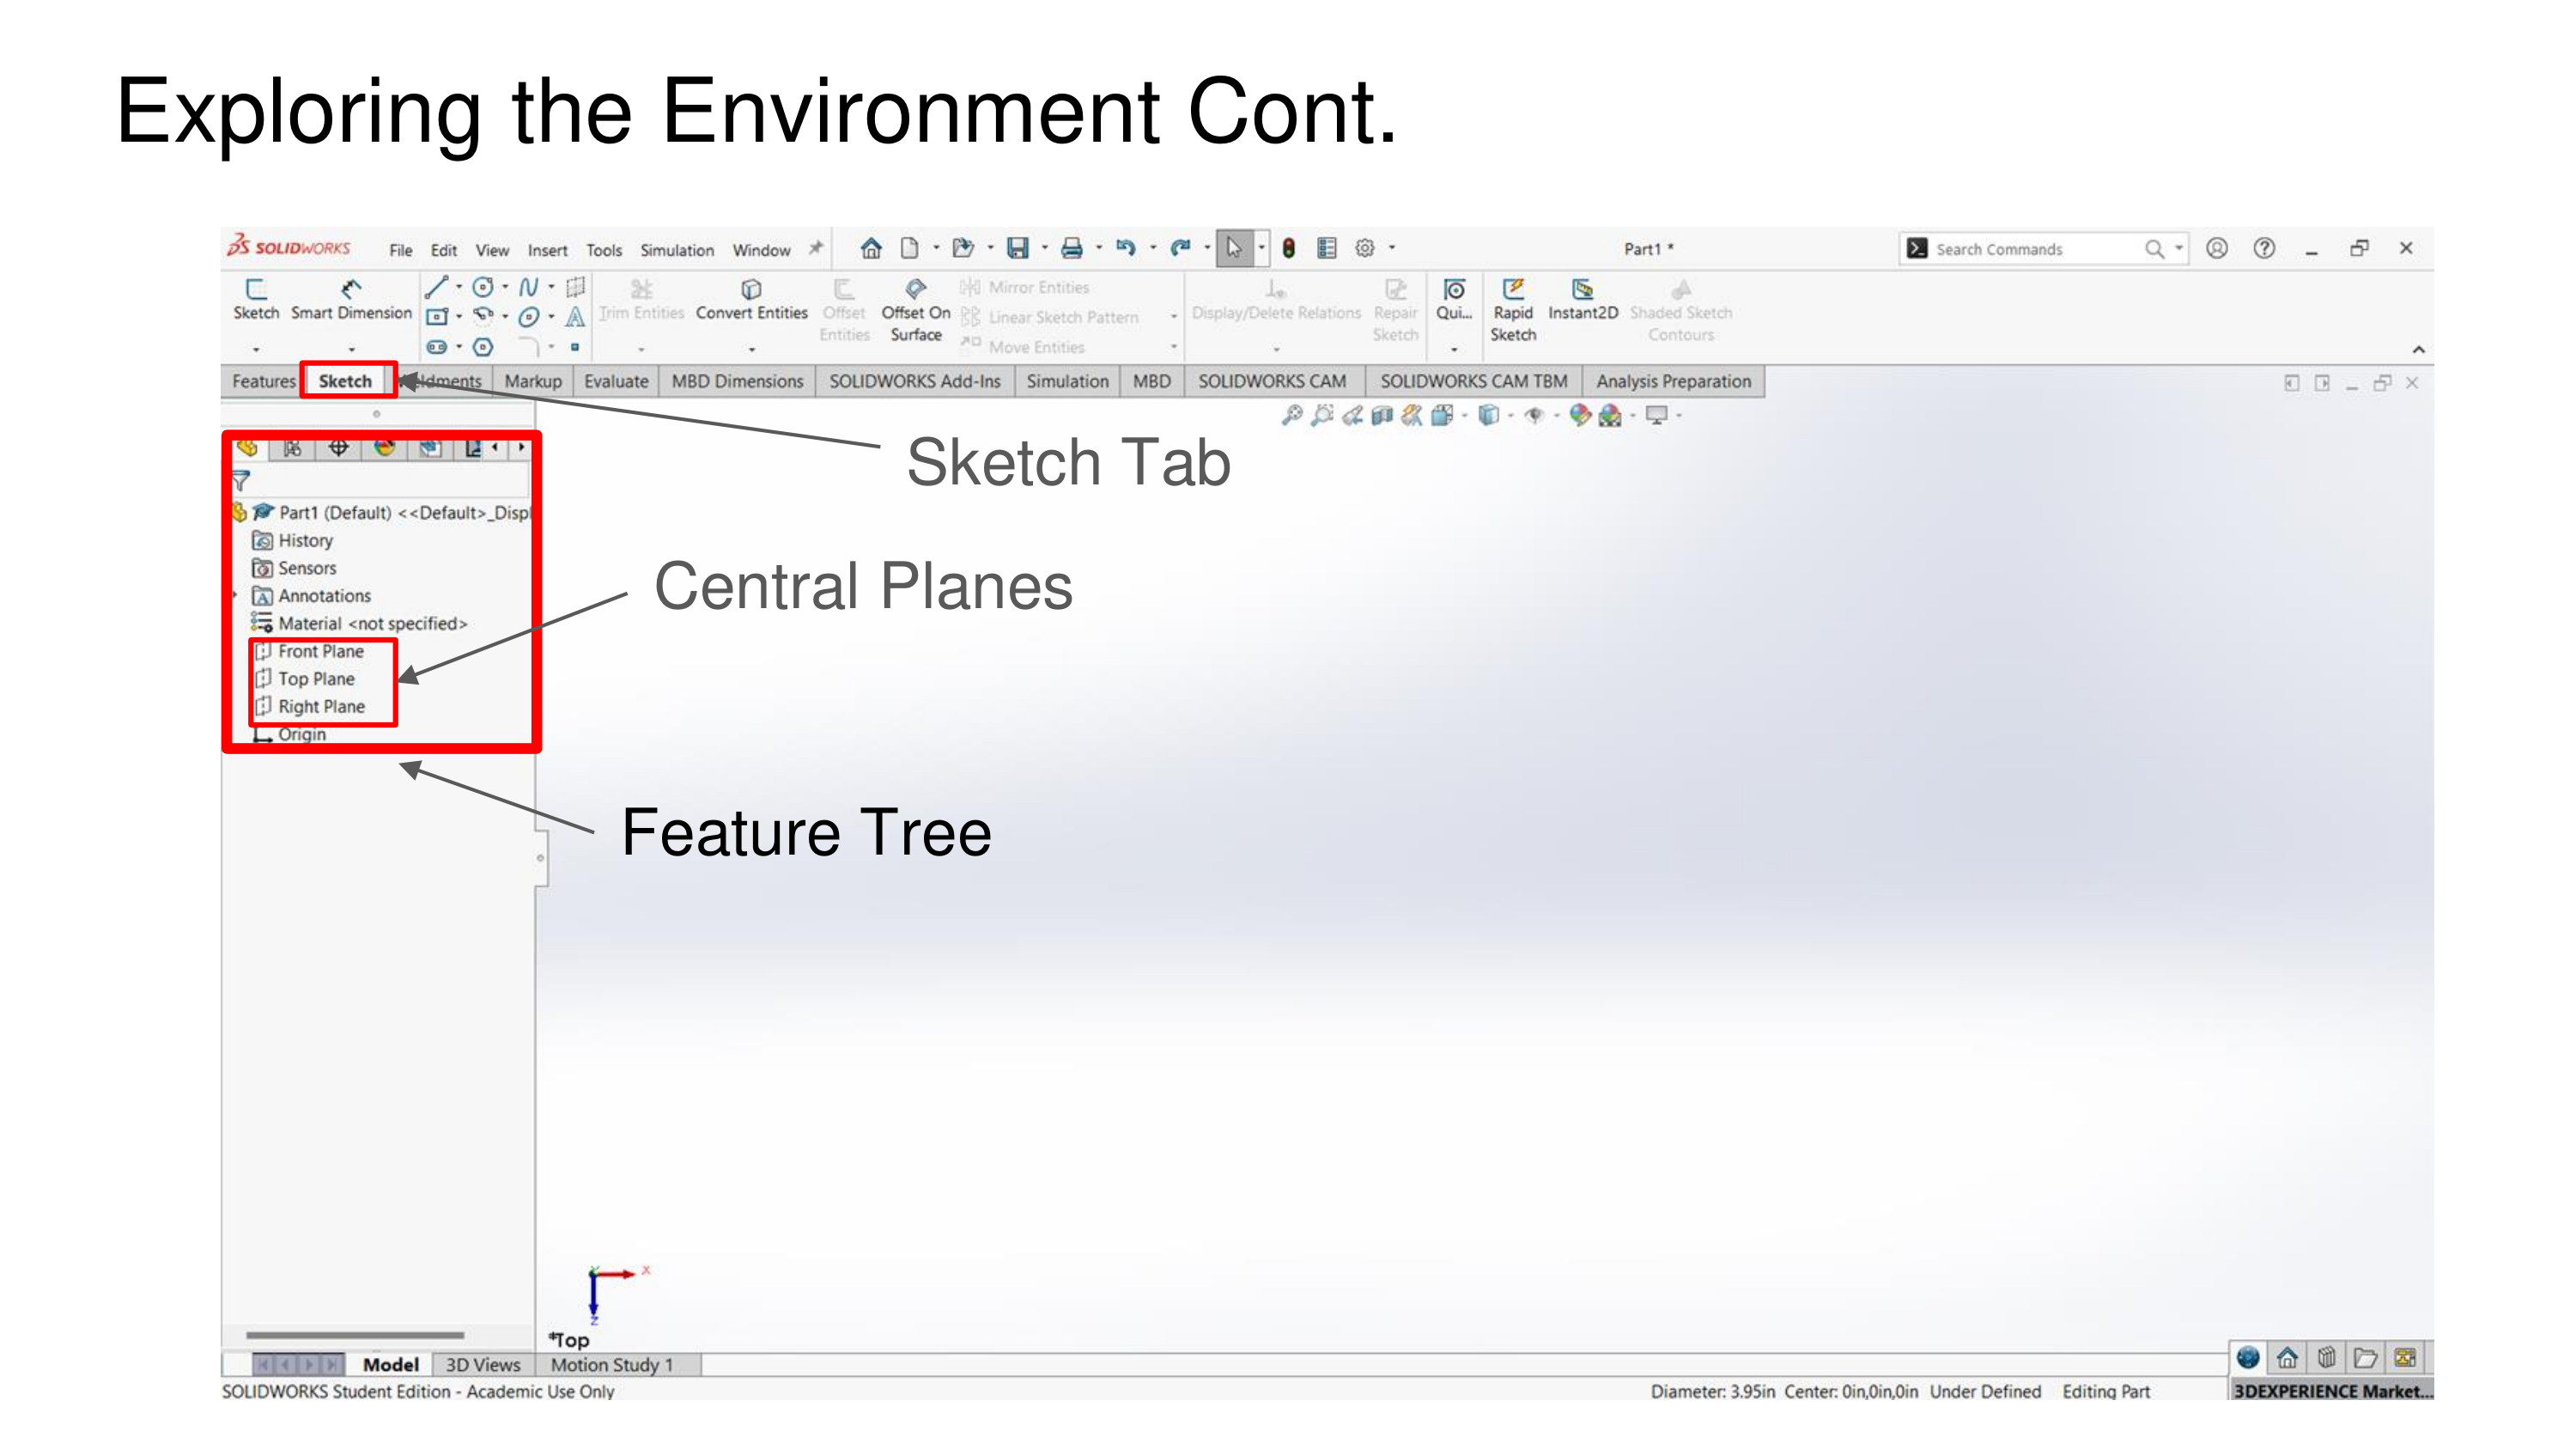 Exploring the Environment Cont.
SOLIDWORKS File Edit View Insert Tools Simulation Window Part1 * Search Commands
Sketch Smart Dimension Trim Entities Convert Entities Offset Entities Offset On Surface Mirror Entities Linear Sketch Pattern Move Entities Display/Delete Relations Repair Sketch Qui... Rapid Sketch Instant2D Shaded Sketch Contours
Features Sketch Markup Evaluate MBD Dimensions SOLIDWORKS Add-Ins Simulation MBD SOLIDWORKS CAM SOLIDWORKS CAM TBM Analysis Preparation
Sketch Tab
Part1 (Default) <<Default>_Disp
History
Sensors
Central Planes
Annotations
Material <not specified>
Front Plane
Top Plane
Right Plane
Origin
Feature Tree
X
Z
*Top
Model 3D Views Motion Study 1
SOLIDWORKS Student Edition - Academic Use Only Diameter: 3.95in Center: 0in,0in,0in Under Defined Editing Part 3DEXPERIENCE Market...